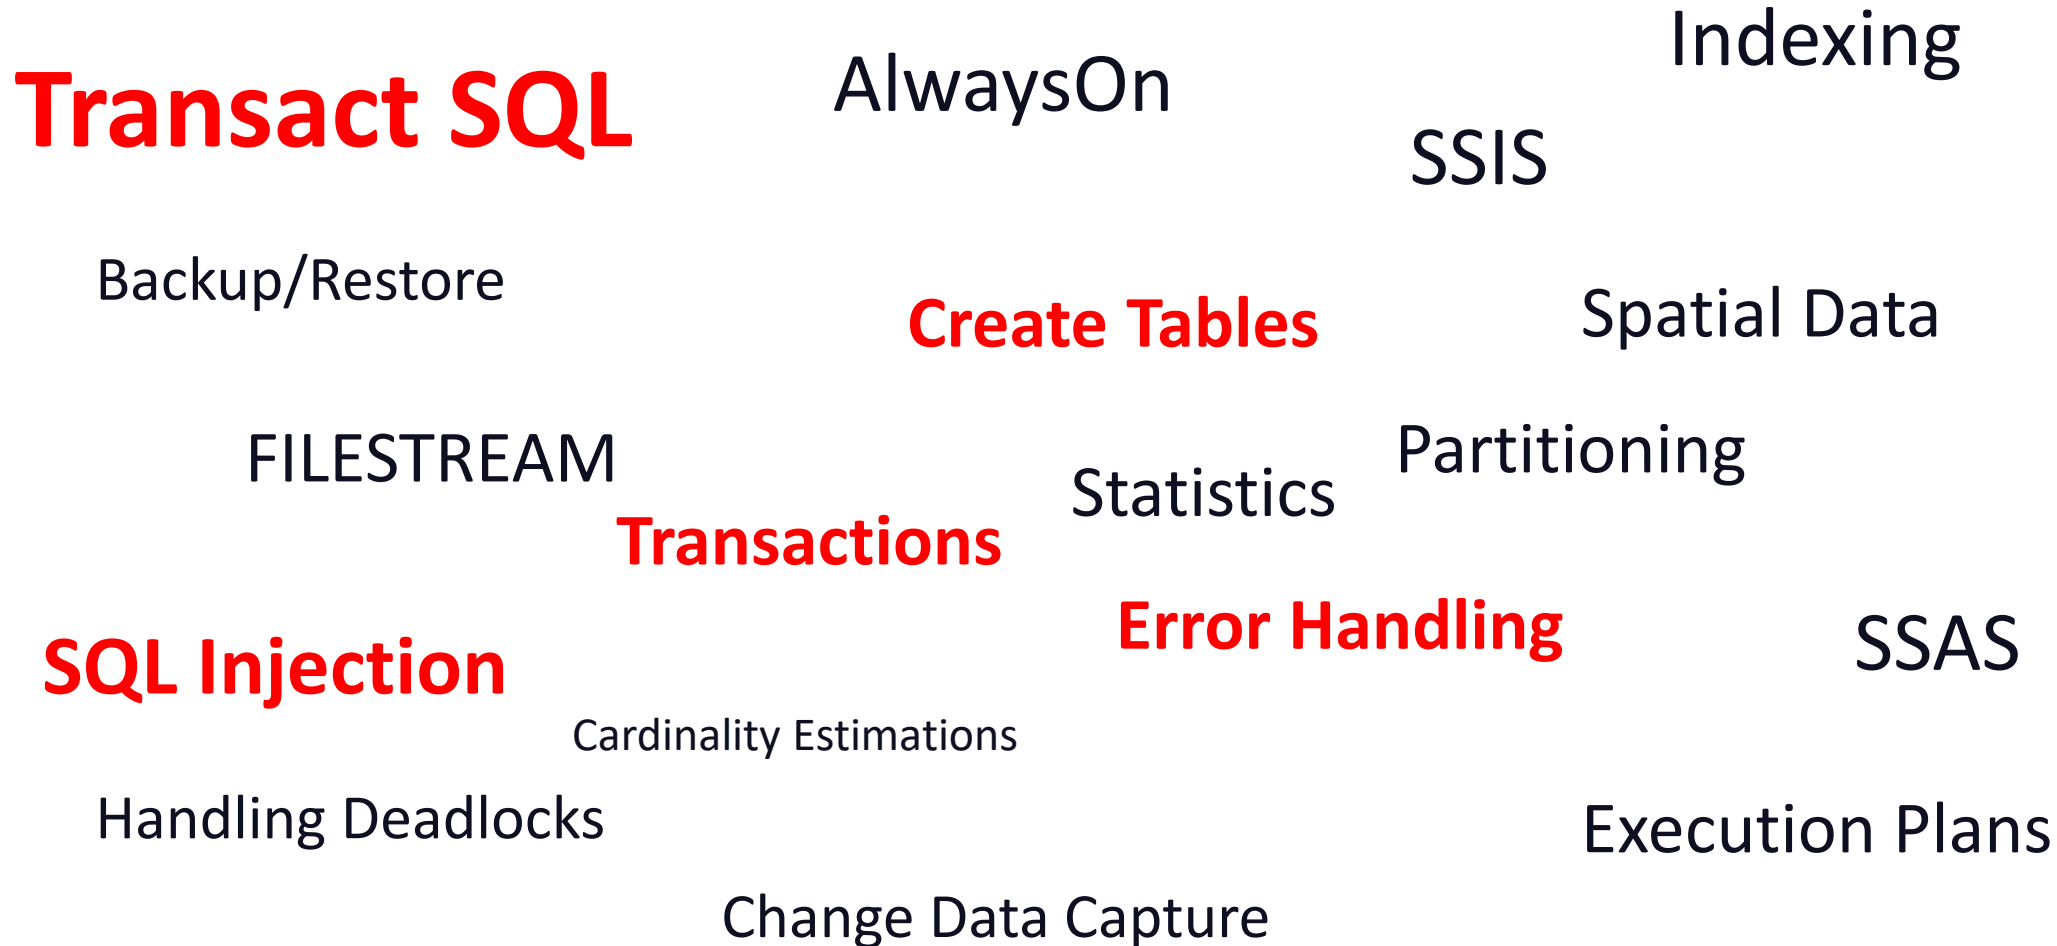 Indexing
AlwaysOn
Transact SQL
SSIS
Backup/Restore
Spatial Data
Create Tables
Partitioning
FILESTREAM
Statistics
Transactions
Error Handling
SSAS
SQL Injection
Cardinality Estimations
Handling Deadlocks
Execution Plans
Change Data Capture